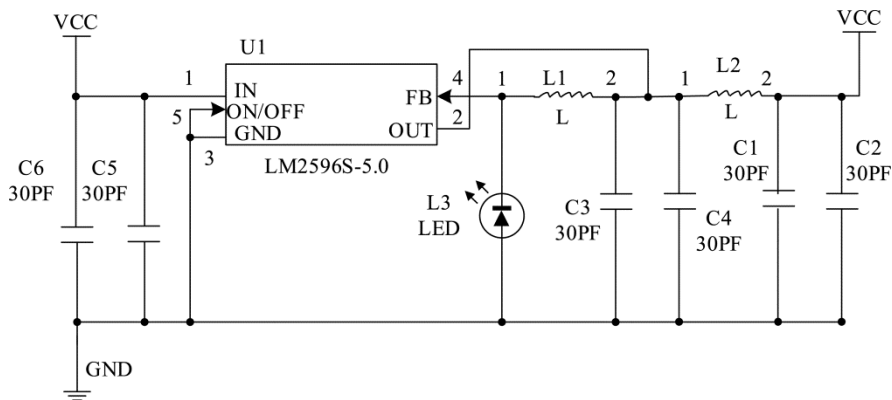 VCC
VCC
U1
1
IN
5
ON/OFF
GND
3
FB
4
OUT
2
LM2596S-5.0
1
L1
2
L
1
L2
2
L
C6
30PF
C5
30PF
L3
LED
C3
30PF
C4
30PF
C1
30PF
C2
30PF
GND